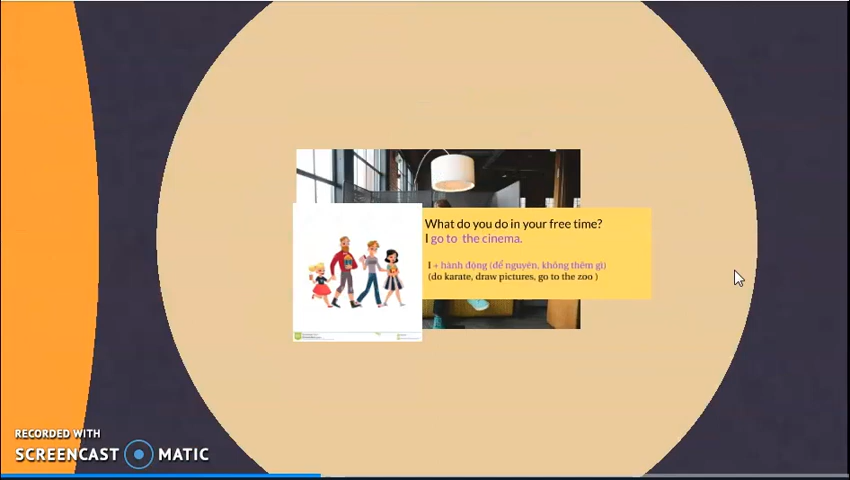 What do you do in your free time?
I go to the cinema.
I + hành động (để nguyên, không thêm gì)
(do karate, draw pictures, go to the zoo )
RECORDED WITH
SCREENCAST MATIC